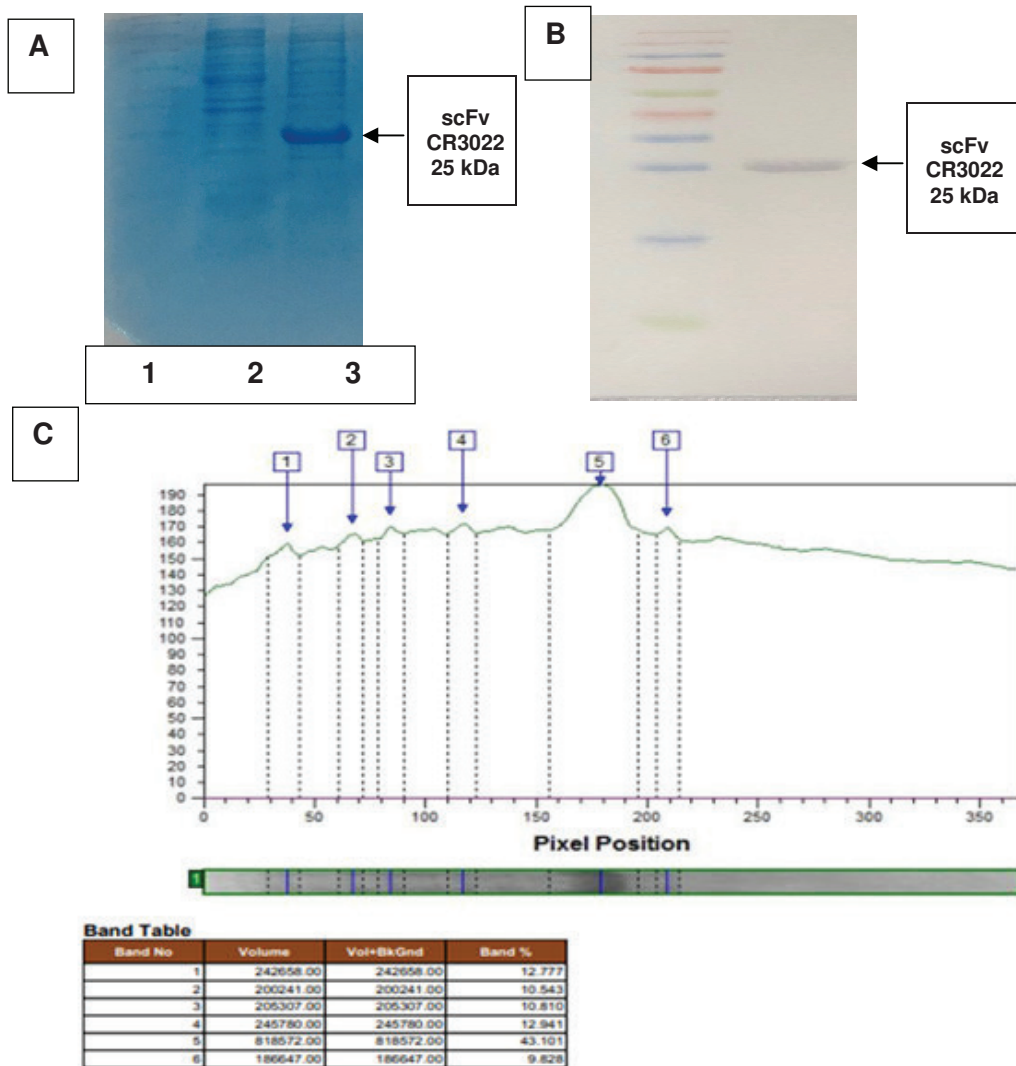 A
scFv
CR3022
25 kDa
1 2 3
B
scFv
CR3022
25 kDa
C
1
2
3
4
5
6
190
180
170
160
150
140
130
120
110
100
90
80
70
60
50
40
30
20
10
0
0 50 100 150 200 250 300 350
Pixel Position
1
Band Table
Band No Volume Vol+BkGnd Band %
1 242658.00 242658.00 12.777
2 200241.00 200241.00 10.543
3 205307.00 205307.00 10.810
4 245780.00 245780.00 12.941
5 818572.00 818572.00 43.101
6 186647.00 186647.00 9.828